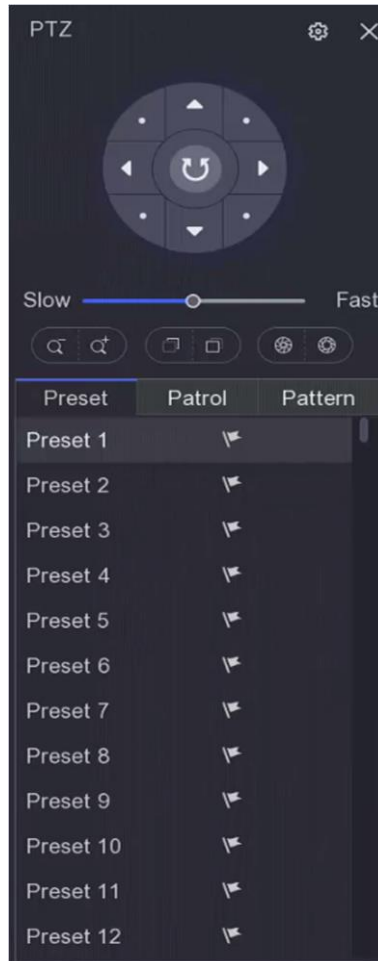 PTZ
Slow Fast
Preset Patrol Pattern
Preset 1
Preset 2
Preset 3
Preset 4
Preset 5
Preset 6
Preset 7
Preset 8
Preset 9
Preset 10
Preset 11
Preset 12